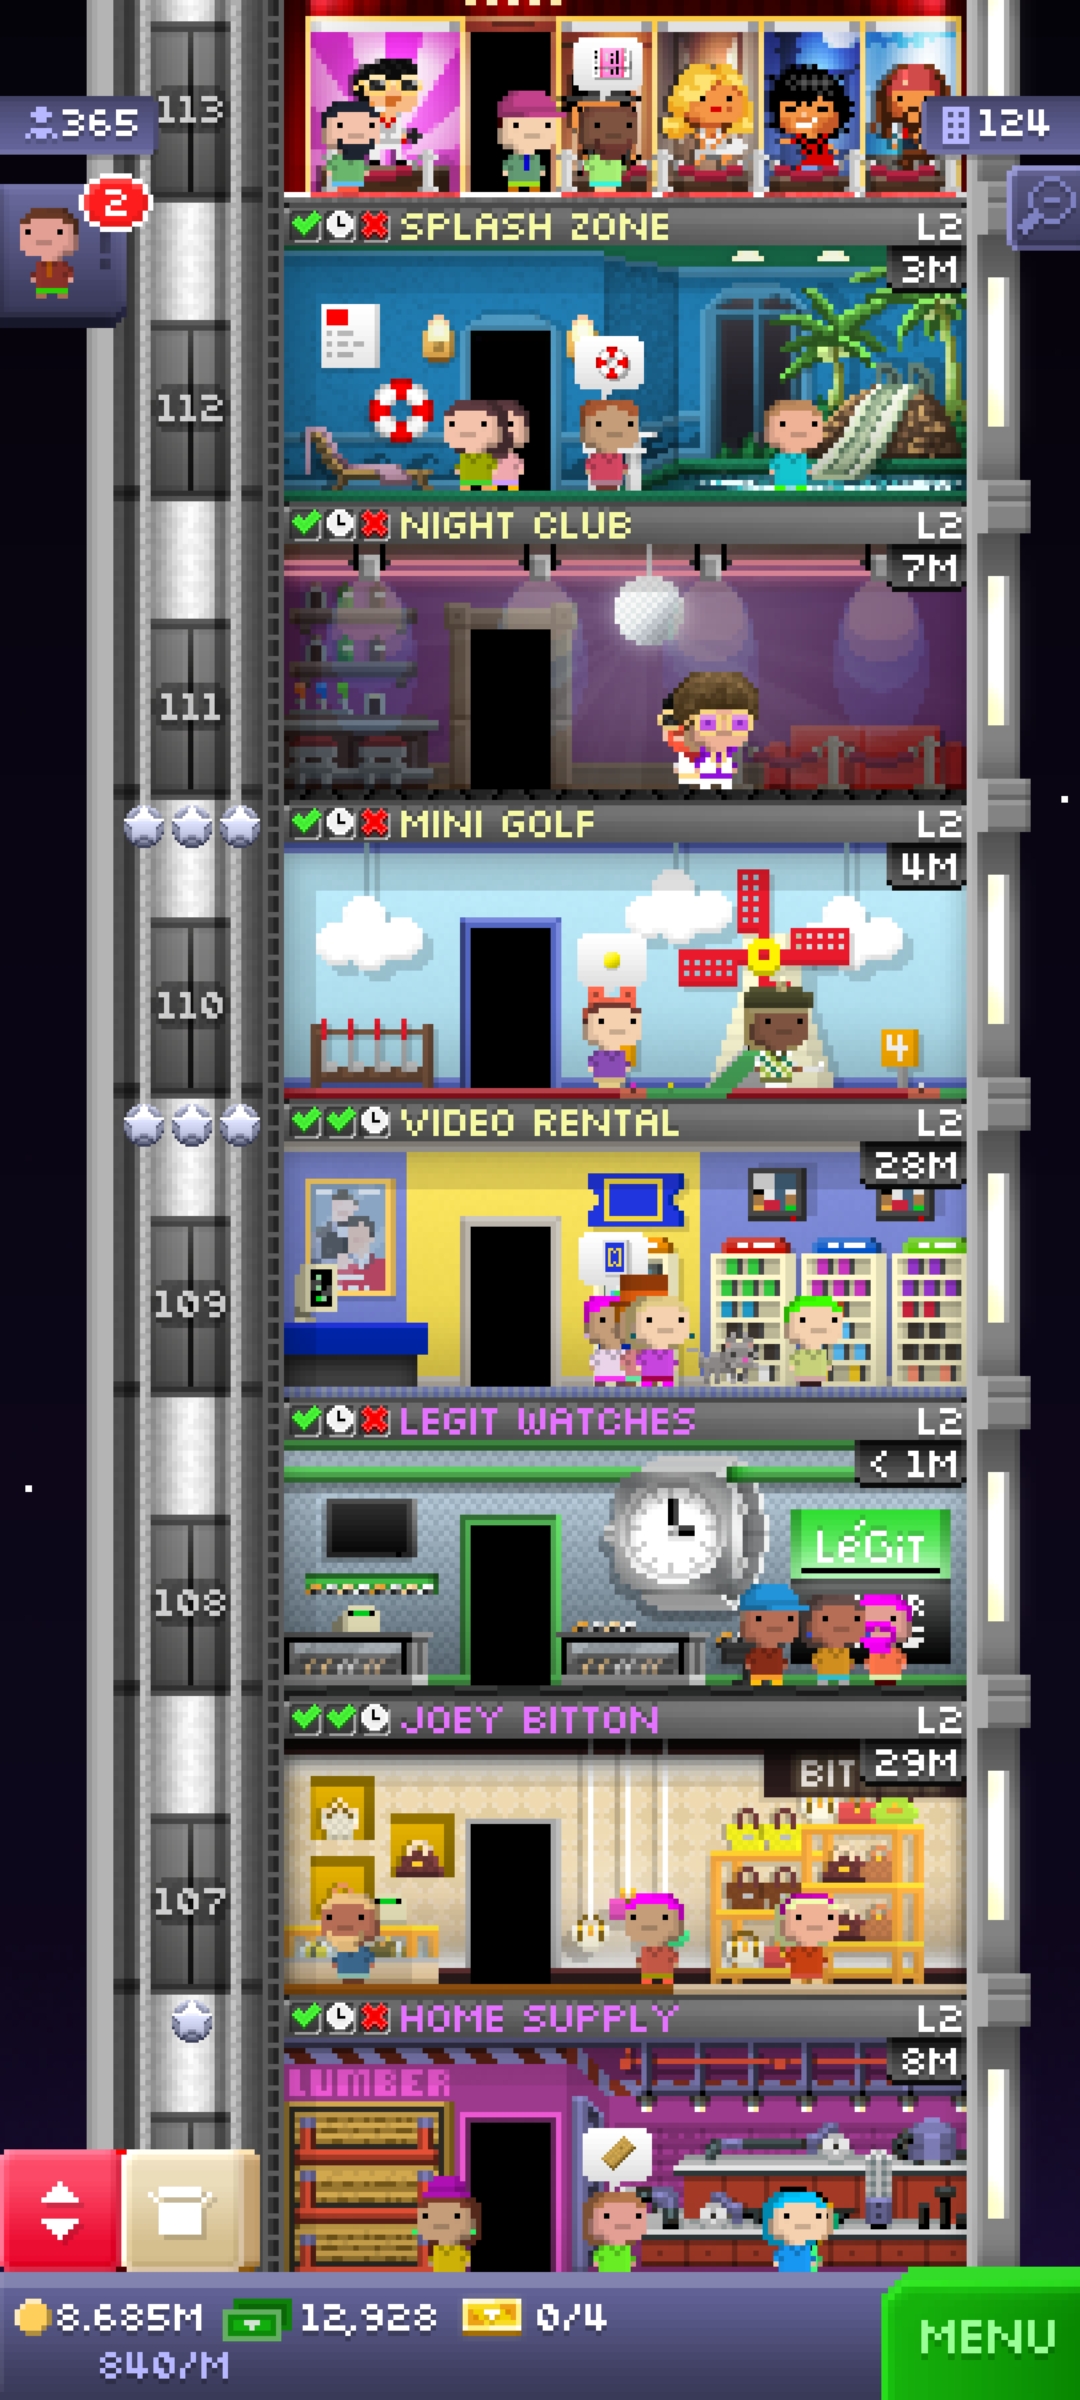 113
365
124
2
SPLASH ZONE L2
3M
112
NIGHT CLUB L2
7M
111
MINI GOLF L2
4M
110
4
VIDEO RENTAL L2
28M
109
LEGIT WATCHES L2
< 1M
LéGiT
108
JOEY BITTON L2
BIT
29M
107
HOME SUPPLY L2
8M
LUMBER
8.685M 12,928 0/4
840/M
MENU